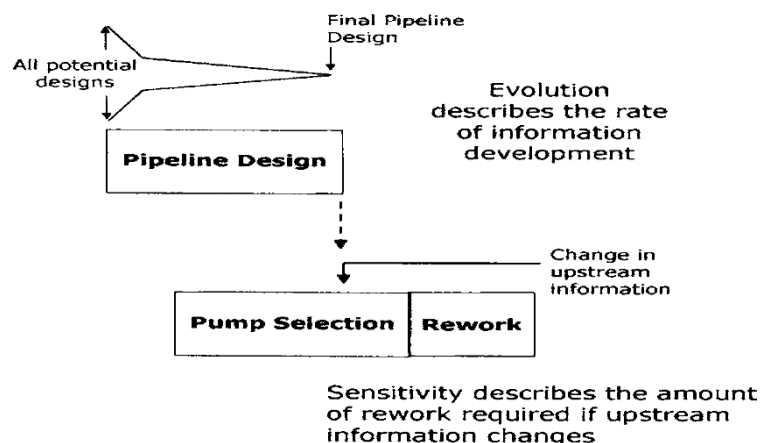 Final Pipeline
Design
All potential
designs
Evolution
describes the rate
of information
development
Pipeline Design
Change in
upstream
information
Pump Selection
Rework
Sensitivity describes the amount
of rework required if upstream
information changes